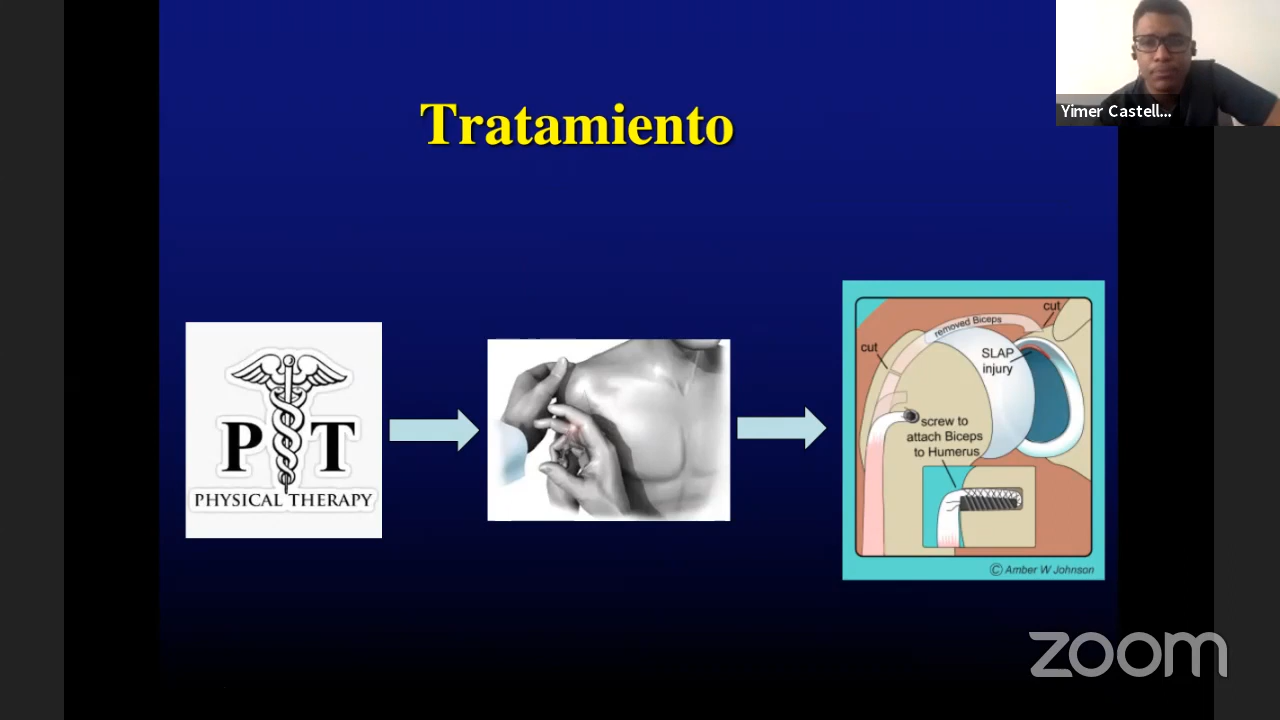 Yimer Castell...
Tratamiento
P T
PHYSICAL THERAPY
cut
removed Biceps
cut
SLAP
injury
screw to
attach Biceps
to Humerus
© Amber W Johnson
zoom